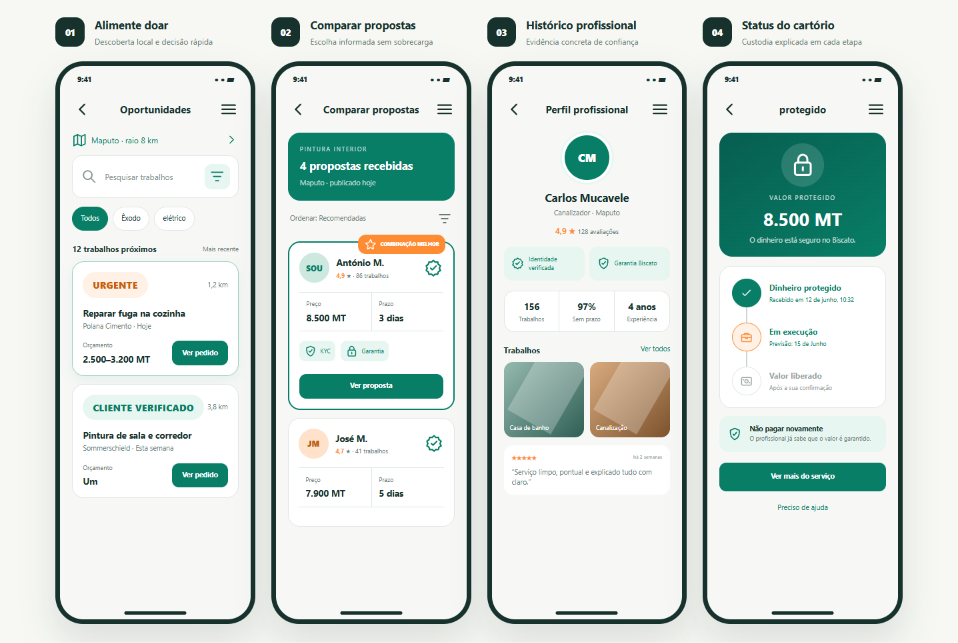 01
Alimente doar
Descoberta local e decisão rápida
9:41
Oportunidades
Maputo · raio 8 km
Pesquisar trabalhos
Todos
Êxodo
elétrico
12 trabalhos próximos
Mais recente
URGENTE
1,2 km
Reparar fuga na cozinha
Polana Cimento · Hoje
Orçamento
2.500–3.200 MT
Ver pedido
CLIENTE VERIFICADO
3,8 km
Pintura de sala e corredor
Sommerschield · Esta semana
Orçamento
Um
Ver pedido
02
Comparar propostas
Escolha informada sem sobrecarga
9:41
Comparar propostas
PINTURA INTERIOR
4 propostas recebidas
Maputo · publicado hoje
Ordenar: Recomendadas
COMBINAÇÃO MELHOR
SOU
António M.
4,9 ★ · 86 trabalhos
Preço
8.500 MT
Prazo
3 dias
KYC
Garantia
Ver proposta
JM
José M.
4,7 ★ · 41 trabalhos
Preço
7.900 MT
Prazo
5 dias
03
Histórico profissional
Evidência concreta de confiança
9:41
Perfil profissional
CM
Carlos Mucavele
Canalizador · Maputo
4,9 ★ 128 avaliações
Identidade
verificada
Garantia Biscato
156
Trabalhos
97%
Sem prazo
4 anos
Experiência
Trabalhos
Ver todos
Casa de banho
Canalização
★★★★★
há 2 semanas
"Serviço limpo, pontual e explicado tudo com
claro."
04
Status do cartório
Custodia explicada em cada etapa
9:41
protegido
VALOR PROTEGIDO
8.500 MT
O dinheiro está seguro no Biscato.
Dinheiro protegido
Recebido em 12 de junho, 10:32
Em execução
Previsão: 15 de Junho
Valor liberado
Após a sua confirmação
Não pagar novamente
O profissional já sabe que o valor é garantido.
Ver mais do serviço
Preciso de ajuda